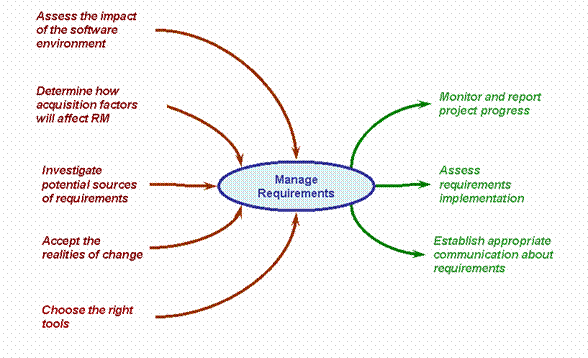 Assess the impact
of the software
environment
Determine how
acquisition factors
will affect RM
Investigate
potential sources
of requirements
Accept the
realities of change
Choose the right
tools
Manage
Requirements
Monitor and report
project progress
Assess
requirements
implementation
Establish appropriate
communication about
requirements